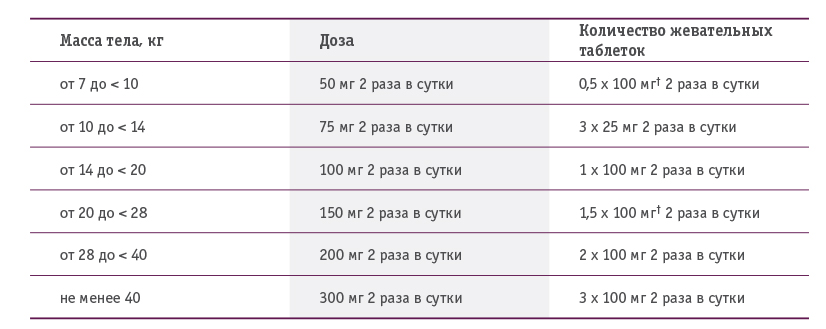 Масса тела, кг Доза Количество жевательных
таблеток
от 7 до < 10 50 мг 2 раза в сутки 0,5 x 100 мг† 2 раза в сутки
от 10 до < 14 75 мг 2 раза в сутки 3 x 25 мг 2 раза в сутки
от 14 до < 20 100 мг 2 раза в сутки 1 x 100 мг 2 раза в сутки
от 20 до < 28 150 мг 2 раза в сутки 1,5 x 100 мг† 2 раза в сутки
от 28 до < 40 200 мг 2 раза в сутки 2 x 100 мг 2 раза в сутки
не менее 40 300 мг 2 раза в сутки 3 x 100 мг 2 раза в сутки